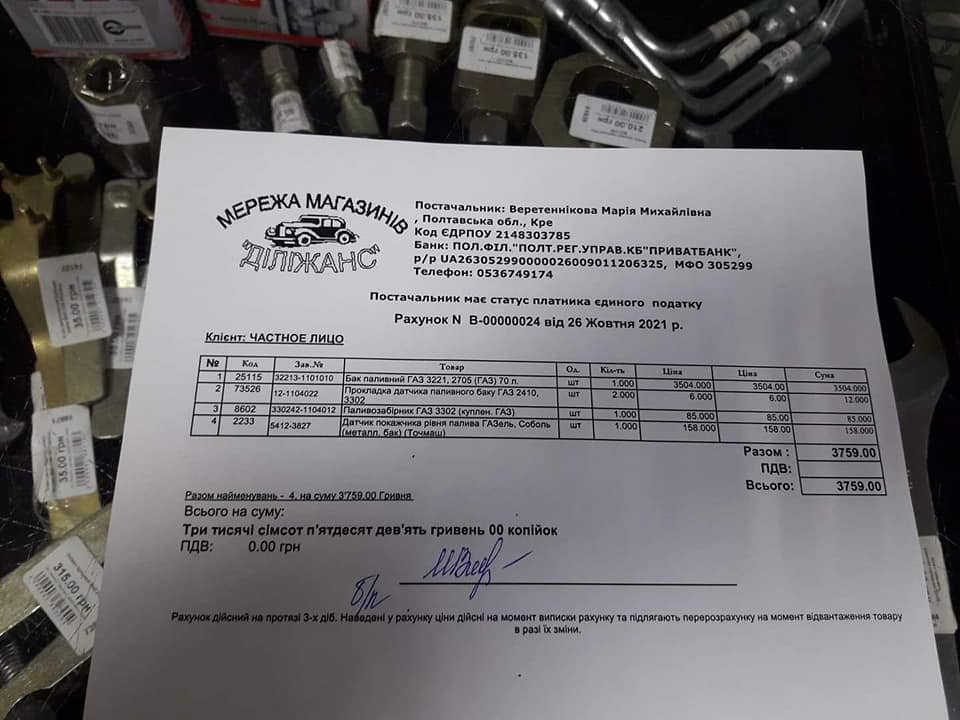 135.00 грн
135.00 грн
210.00 грн
35.00 грн
35.00 грн
315.00 грн
МЕРЕЖА МАГАЗИНІВ
"ДІЛІЖАНС"
Постачальник: Веретеннікова Марія Михайлівна
, Полтавська обл., Кре
Код ЄДРПОУ 2148303785
Банк: ПОЛ.ФІЛ."ПОЛТ.РЕГ.УПРАВ.КБ"ПРИВАТБАНК",
р/р UA263052990000026009011206325, МФО 305299
Телефон: 0536749174
Постачальник має статус платника єдиного податку
Рахунок N В-00000024 від 26 Жовтня 2021 р.
Клієнт: ЧАСТНОЕ ЛИЦО
№ Код Зав.№ Товар Од. Кіл-ть Ціна Ціна Сума
1 25115 32213-1101010 Бак паливний ГАЗ 3221, 2705 (ГАЗ) 70 л. шт 1.000 3504.000 3504.00 3504.000
2 73526 12-1104022 Прокладка датчика паливного баку ГАЗ 2410, 3302 шт 2.000 6.000 6.00 12.000
3 8602 330242-1104012 Паливозабірник ГАЗ 3302 (куплен. ГАЗ) шт 1.000 85.000 85.00 85.000
4 2233 5412-3827 Датчик покажчика рівня палива ГАЗель, Соболь (металл. бак) (Точмаш) шт 1.000 158.000 158.00 158.000
Разом : 3759.00
ПДВ:
Всього: 3759.00
Разом найменувань - 4, на суму 3'759.00 Гривня
Всього на суму:
Три тисячі сімсот п'ятдесят дев'ять гривень 00 копійок
ПДВ: 0.00 грн
б/п
Рахунок дійсний на протязі 3-х діб. Наведені у рахунку ціни дійсні на момент виписки рахунку та підлягають перерозрахунку на момент відвантаження товару
в разі їх зміни.